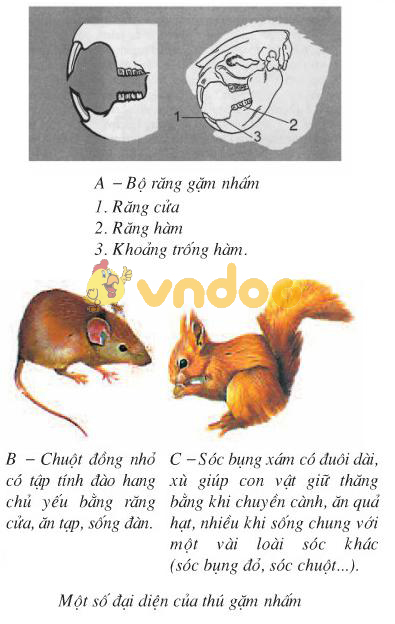 1
2
3
A – Bộ răng gặm nhấm
1. Răng cửa
2. Răng hàm
3. Khoảng trống hàm.
vndoc
B – Chuột đồng nhỏ
có tập tính đào hang
chủ yếu bằng răng
cửa, ăn tạp, sống đàn.
C – Sóc bụng xám có đuôi dài,
xù giúp con vật giữ thăng
bằng khi chuyền cành, ăn quả
hạt, nhiều khi sống chung với
một vài loài sóc khác
(sóc bụng đỏ, sóc chuột...).
Một số đại diện của thú gặm nhấm